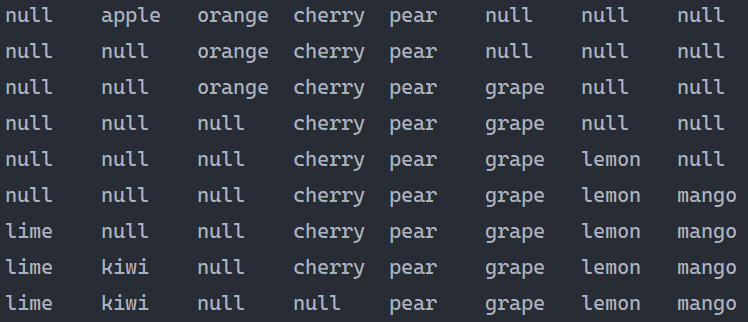 null apple orange cherry pear null null null
null null orange cherry pear null null null
null null orange cherry pear grape null null
null null null cherry pear grape null null
null null null cherry pear grape lemon null
null null null cherry pear grape lemon mango
lime null null cherry pear grape lemon mango
lime kiwi null cherry pear grape lemon mango
lime kiwi null null pear grape lemon mango